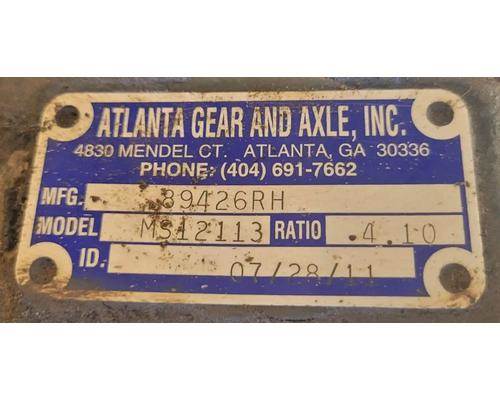 ATLANTA GEAR AND AXLE, INC.
4830 MENDEL CT. ATLANTA, GA 30336
PHONE: (404) 691-7662
MFG. 89426RH
MODEL MS12113 RATIO 4.10
ID. 07/28/11